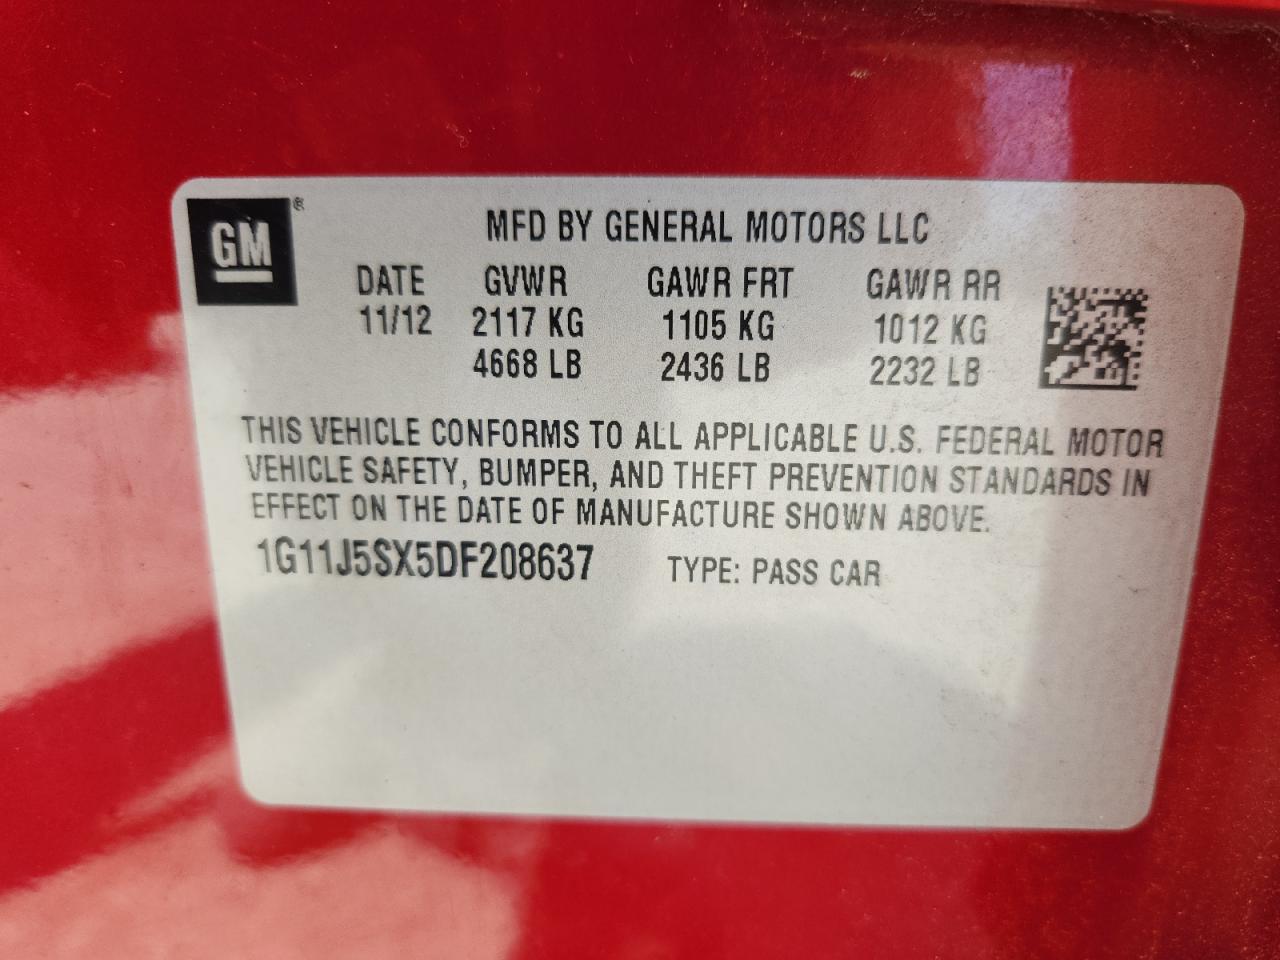 GM ®
MFD BY GENERAL MOTORS LLC
DATE GVWR GAWR FRT GAWR RR
11/12 2117 KG 1105 KG 1012 KG
4668 LB 2436 LB 2232 LB
THIS VEHICLE CONFORMS TO ALL APPLICABLE U.S. FEDERAL MOTOR
VEHICLE SAFETY, BUMPER, AND THEFT PREVENTION STANDARDS IN
EFFECT ON THE DATE OF MANUFACTURE SHOWN ABOVE.
1G11J5SX5DF208637 TYPE: PASS CAR